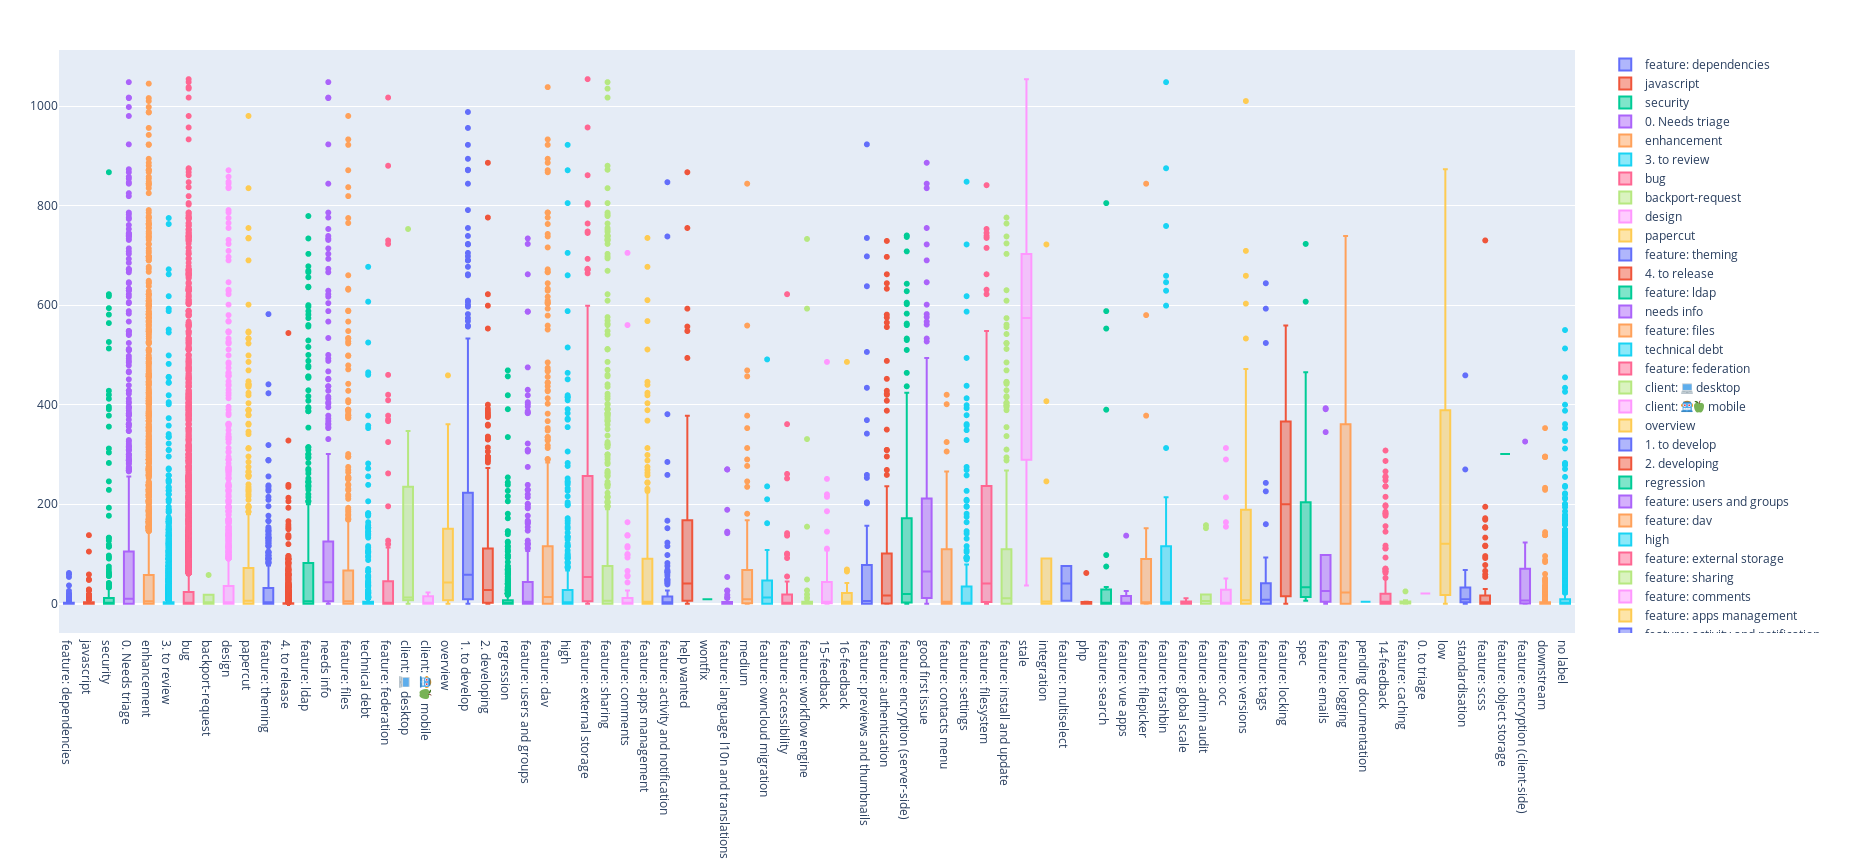 1000
800
600
400
200
0
feature: dependencies
javascript
security
0. Needs triage
enhancement
3. to review
bug
backport-request
design
papercut
feature: theming
4. to release
feature: ldap
needs info
feature: files
technical debt
feature: federation
client: 💻 desktop
client: 🤖🍏 mobile
overview
1. to develop
2. developing
regression
feature: users and groups
feature: dav
high
feature: external storage
feature: sharing
feature: comments
feature: apps management
feature: activity and notification
help wanted
wontfix
feature: language l10n and translations
medium
feature: owncloud migration
feature: accessibility
feature: workflow engine
15-feedback
16-feedback
feature: previews and thumbnails
feature: authentication
feature: encryption (server-side)
good first issue
feature: contacts menu
feature: settings
feature: filesystem
feature: install and update
stale
integration
feature: multiselect
php
feature: search
feature: vue apps
feature: filepicker
feature: trashbin
feature: global scale
feature: admin audit
feature: occ
feature: versions
feature: tags
feature: locking
spec
feature: emails
feature: logging
pending documentation
14-feedback
feature: caching
0. to triage
low
standardisation
feature: scss
feature: object storage
feature: encryption (client-side)
downstream
no label
feature: dependencies
javascript
security
0. Needs triage
enhancement
3. to review
bug
backport-request
design
papercut
feature: theming
4. to release
feature: ldap
needs info
feature: files
technical debt
feature: federation
client: 💻 desktop
client: 🤖🍏 mobile
overview
1. to develop
2. developing
regression
feature: users and groups
feature: dav
high
feature: external storage
feature: sharing
feature: comments
feature: apps management
feature: activity and notification